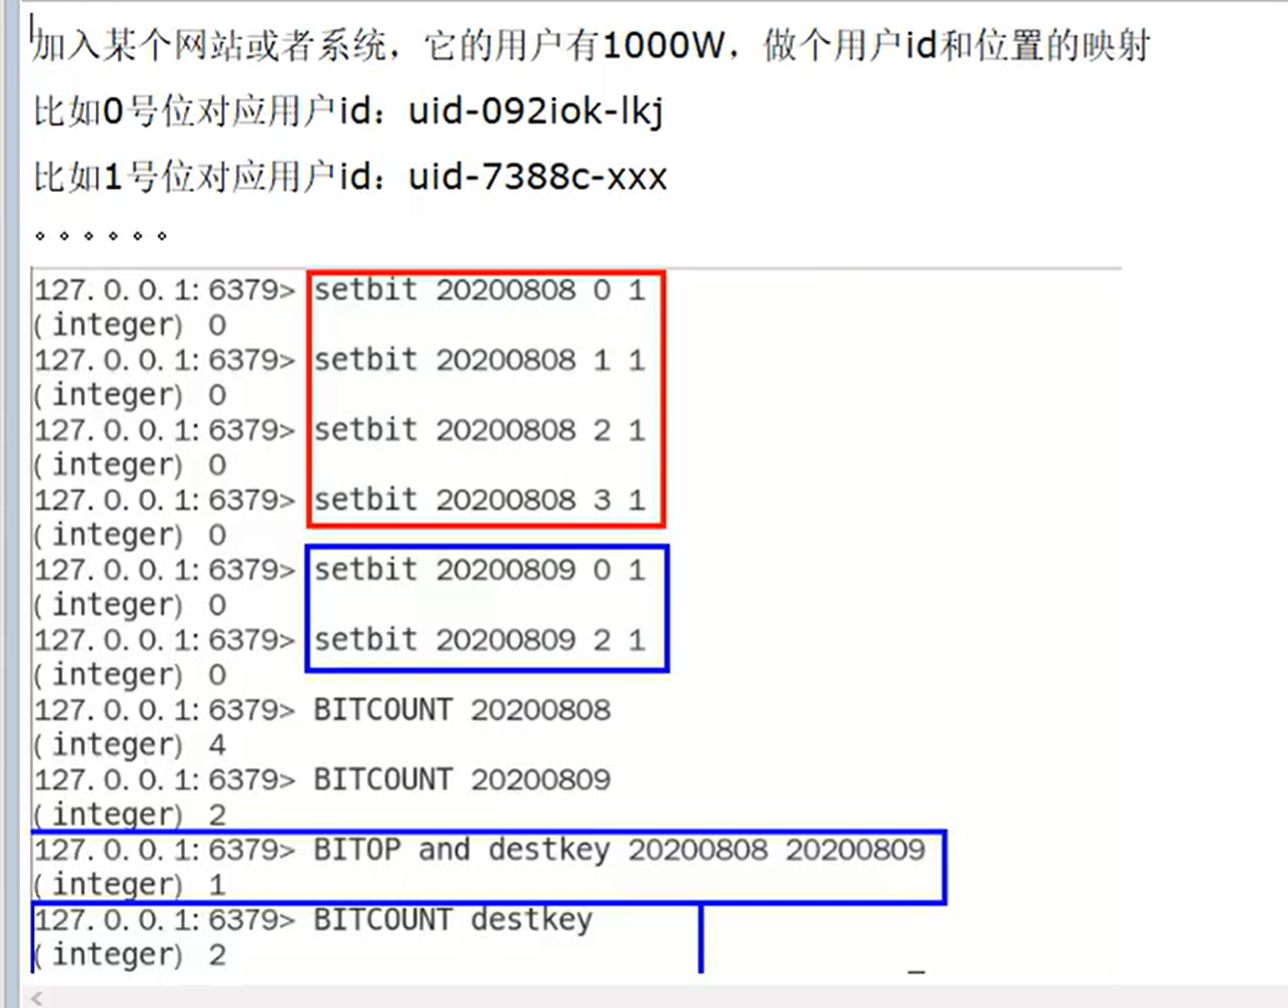 加入某个网站或者系统，它的用户有1000W，做个用户id和位置的映射
比如0号位对应用户id：uid-092iok-lkj
比如1号位对应用户id：uid-7388c-xxx
。。。。。。
127.0.0.1:6379> setbit 20200808 0 1
(integer) 0
127.0.0.1:6379> setbit 20200808 1 1
(integer) 0
127.0.0.1:6379> setbit 20200808 2 1
(integer) 0
127.0.0.1:6379> setbit 20200808 3 1
(integer) 0
127.0.0.1:6379> setbit 20200809 0 1
(integer) 0
127.0.0.1:6379> setbit 20200809 2 1
(integer) 0
127.0.0.1:6379> BITCOUNT 20200808
(integer) 4
127.0.0.1:6379> BITCOUNT 20200809
(integer) 2
127.0.0.1:6379> BITOP and destkey 20200808 20200809
(integer) 1
127.0.0.1:6379> BITCOUNT destkey
(integer) 2